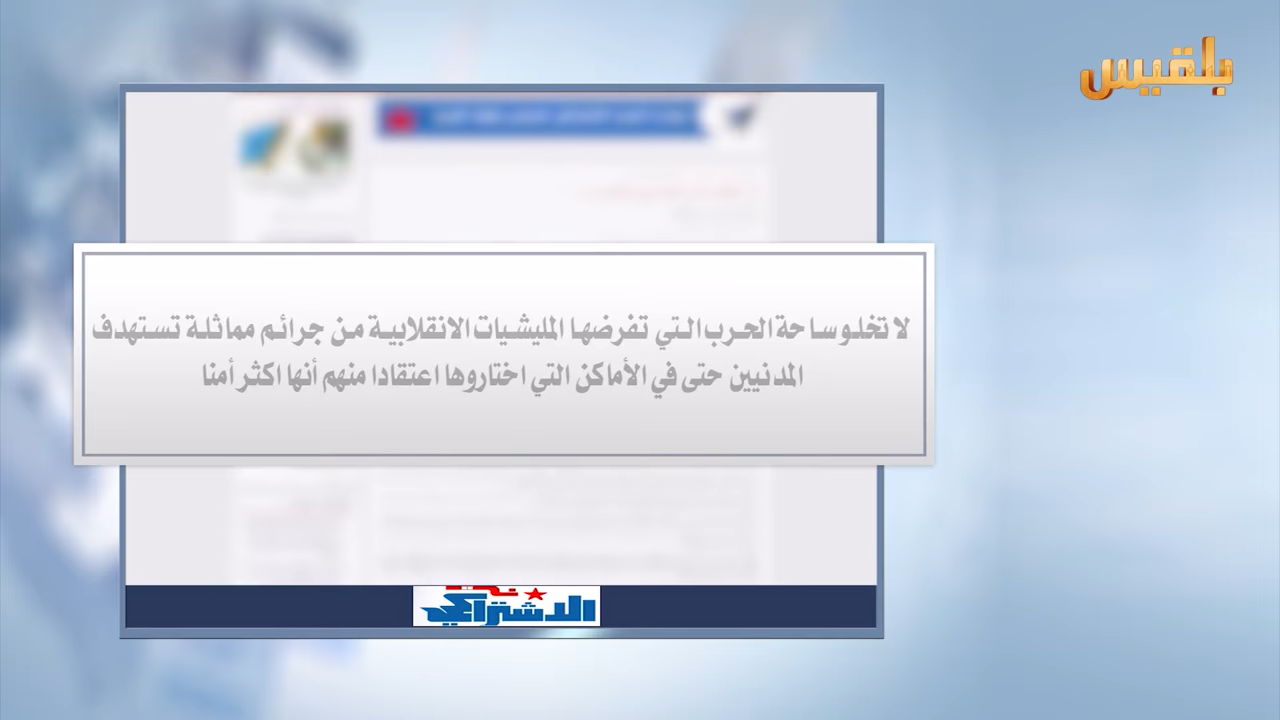 بلقيس
لا تخلو ساحة الحرب التي تفرضها المليشيات الانقلابية من جرائم مماثلة تستهدف
المدنيين حتى في الأماكن التي اختاروها اعتقادا منهم أنها اكثر أمنا
الاشتراكي